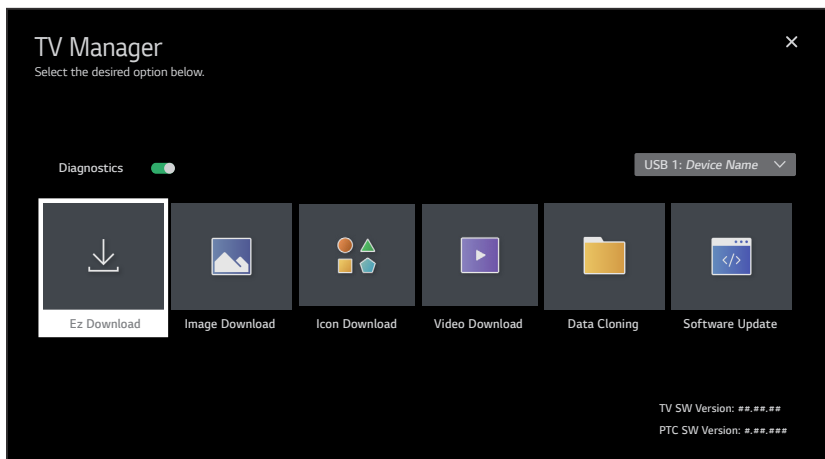 TV Manager
Select the desired option below.
Diagnostics
USB 1: Device Name
</>
Ez Download
Image Download
Icon Download
Video Download
Data Cloning
Software Update
TV SW Version: ##.##.##
PTC SW Version: #.##.###